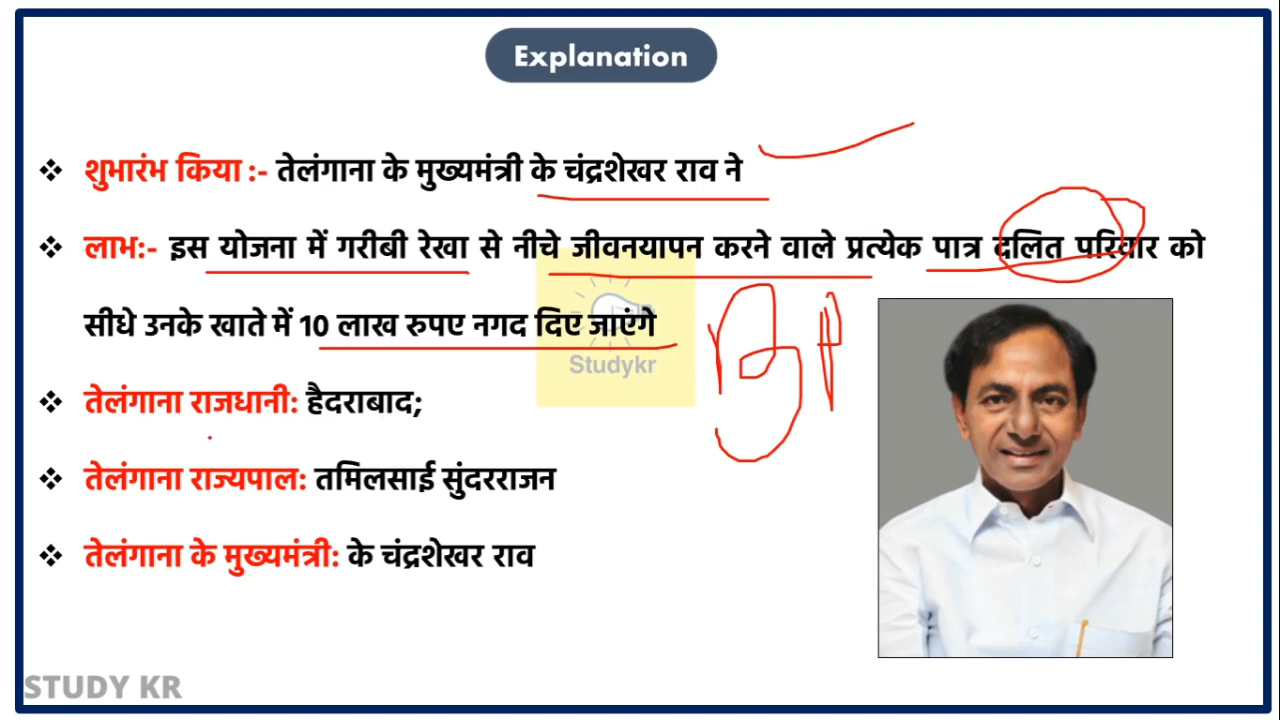 Explanation
❖ शुभारंभ किया :- तेलंगाना के मुख्यमंत्री के चंद्रशेखर राव ने
❖ लाभ:- इस योजना में गरीबी रेखा से नीचे जीवनयापन करने वाले प्रत्येक पात्र दलित परिवार को
सीधे उनके खाते में 10 लाख रुपए नगद दिए जाएंगे
Studykr
❖ तेलंगाना राजधानी: हैदराबाद;
❖ तेलंगाना राज्यपाल: तमिलसाई सुंदरराजन
❖ तेलंगाना के मुख्यमंत्री: के चंद्रशेखर राव
STUDY KR